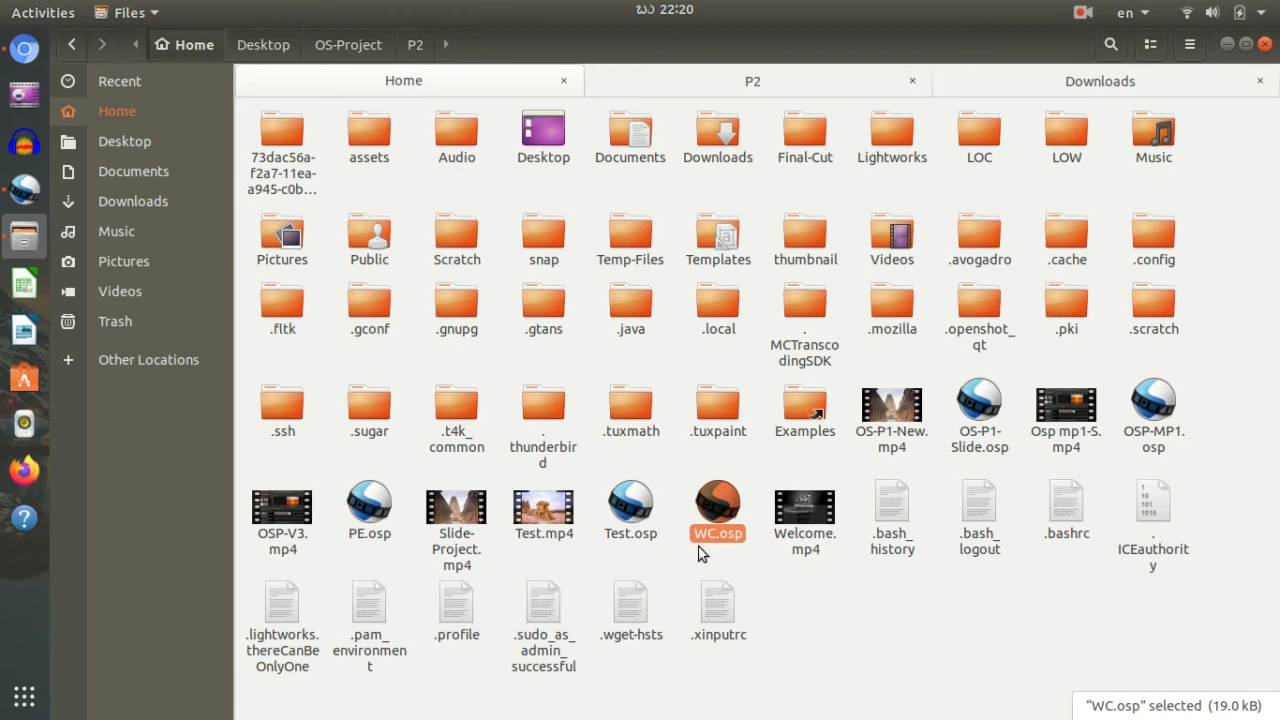 Activities
Files
ວາ 22:20
en
Home
Desktop
OS-Project
P2
Recent
Home
Desktop
Documents
Downloads
Music
Pictures
Videos
Trash
Other Locations
Home
P2
Downloads
73dac56a-
f2a7-11ea-
a945-c0b...
assets
Audio
Desktop
Documents
Downloads
Final-Cut
Lightworks
LOC
LOW
Music
Pictures
Public
Scratch
snap
Temp-Files
Templates
thumbnail
Videos
.avogadro
.cache
.config
.fltk
.gconf
.gnupg
.gtans
.java
.local
.
MCTransco
dingSDK
.mozilla
.openshot_
qt
.pki
.scratch
.ssh
.sugar
.t4k_
common
.
thunderbir
d
.tuxmath
.tuxpaint
Examples
OS-P1-New.
mp4
OS-P1-
Slide.osp
Osp mp1-S.
mp4
OSP-MP1.
osp
OSP-V3.
mp4
PE.osp
Slide-
Project.
mp4
Test.mp4
Test.osp
WC.osp
Welcome.
mp4
.bash_
history
.bash_
logout
.bashrc
.
ICEauthorit
y
.lightworks.
thereCanBe
OnlyOne
.pam_
environmen
t
.profile
.sudo_as_
admin_
successful
.wget-hsts
.xinputrc
"WC.osp" selected (19.0 kB)